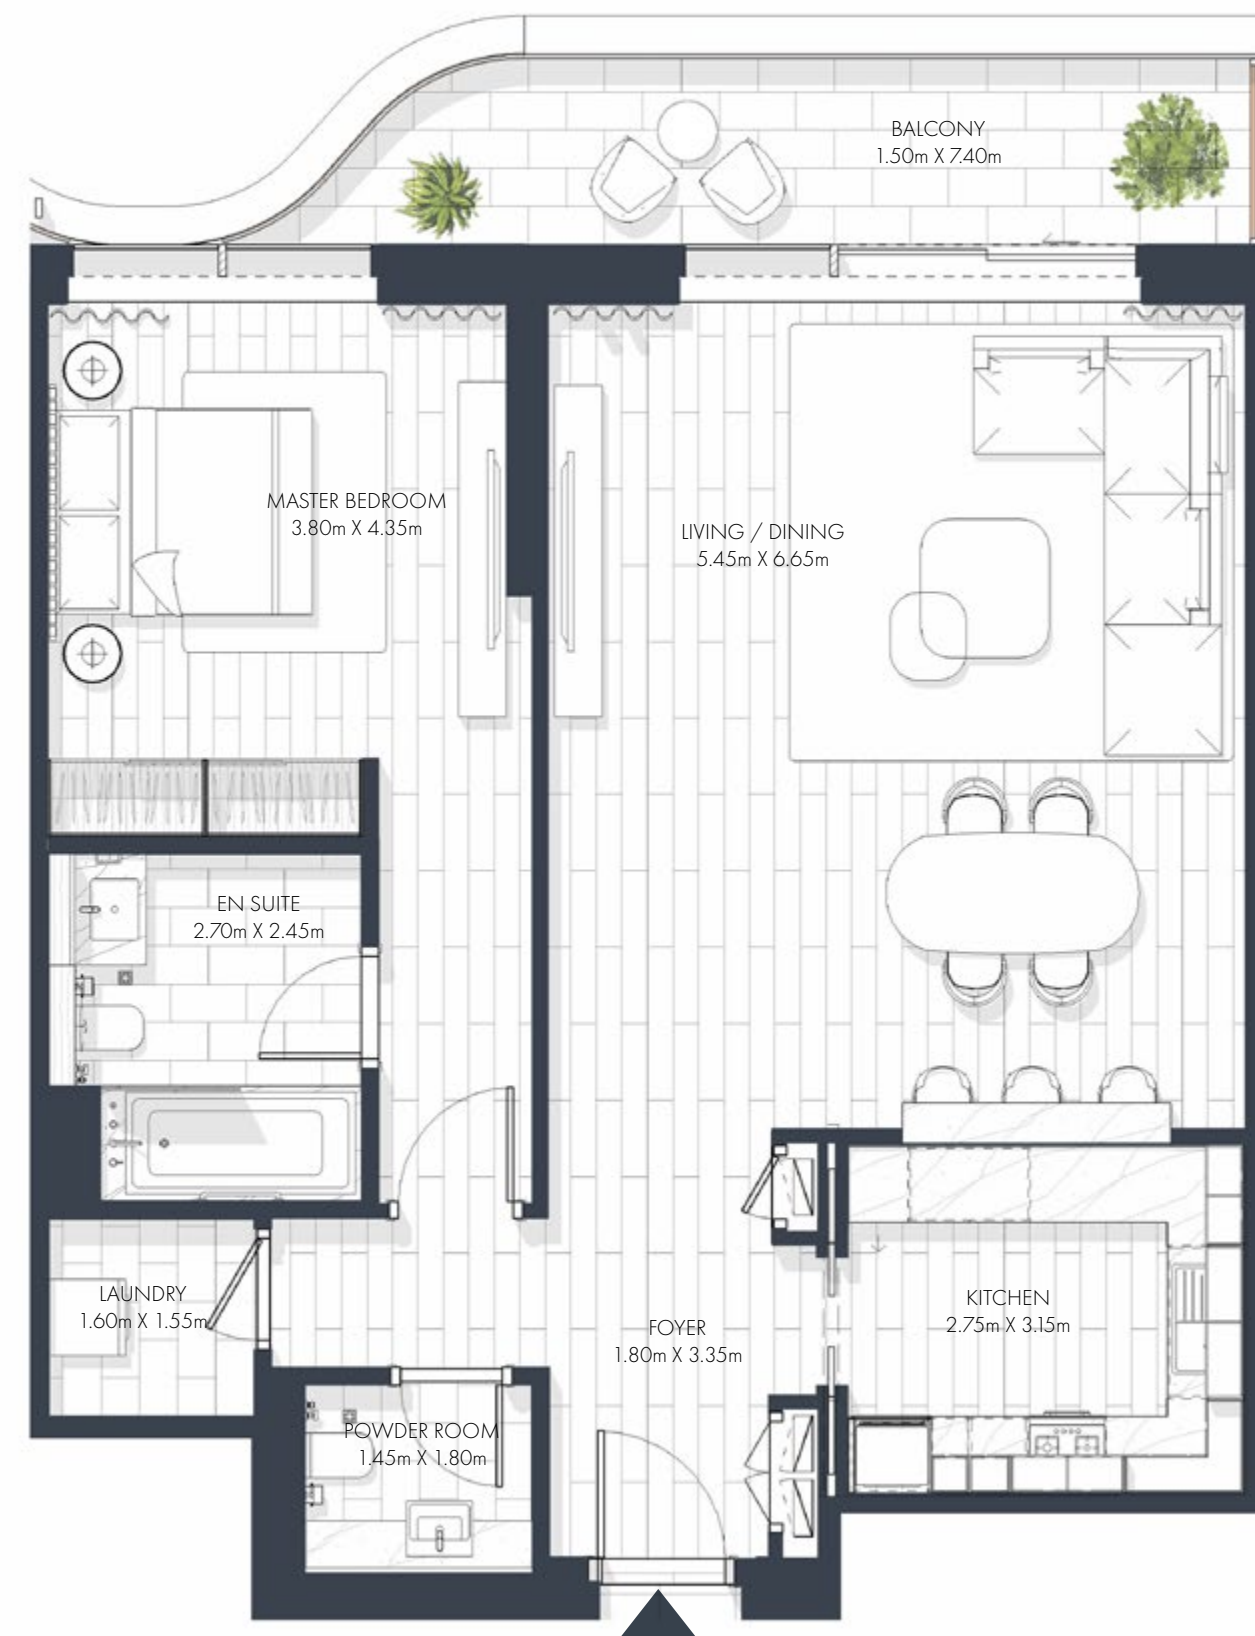 BALCONY
1.50m X 7.40m
MASTER BEDROOM
3.80m X 4.35m
LIVING / DINING
5.45m X 6.65m
EN SUITE
2.70m X 2.45m
LAUNDRY
1.60m X 1.55m
KITCHEN
2.75m X 3.15m
FOYER
1.80m X 3.35m
POWDER ROOM
1.45m X 1.80m